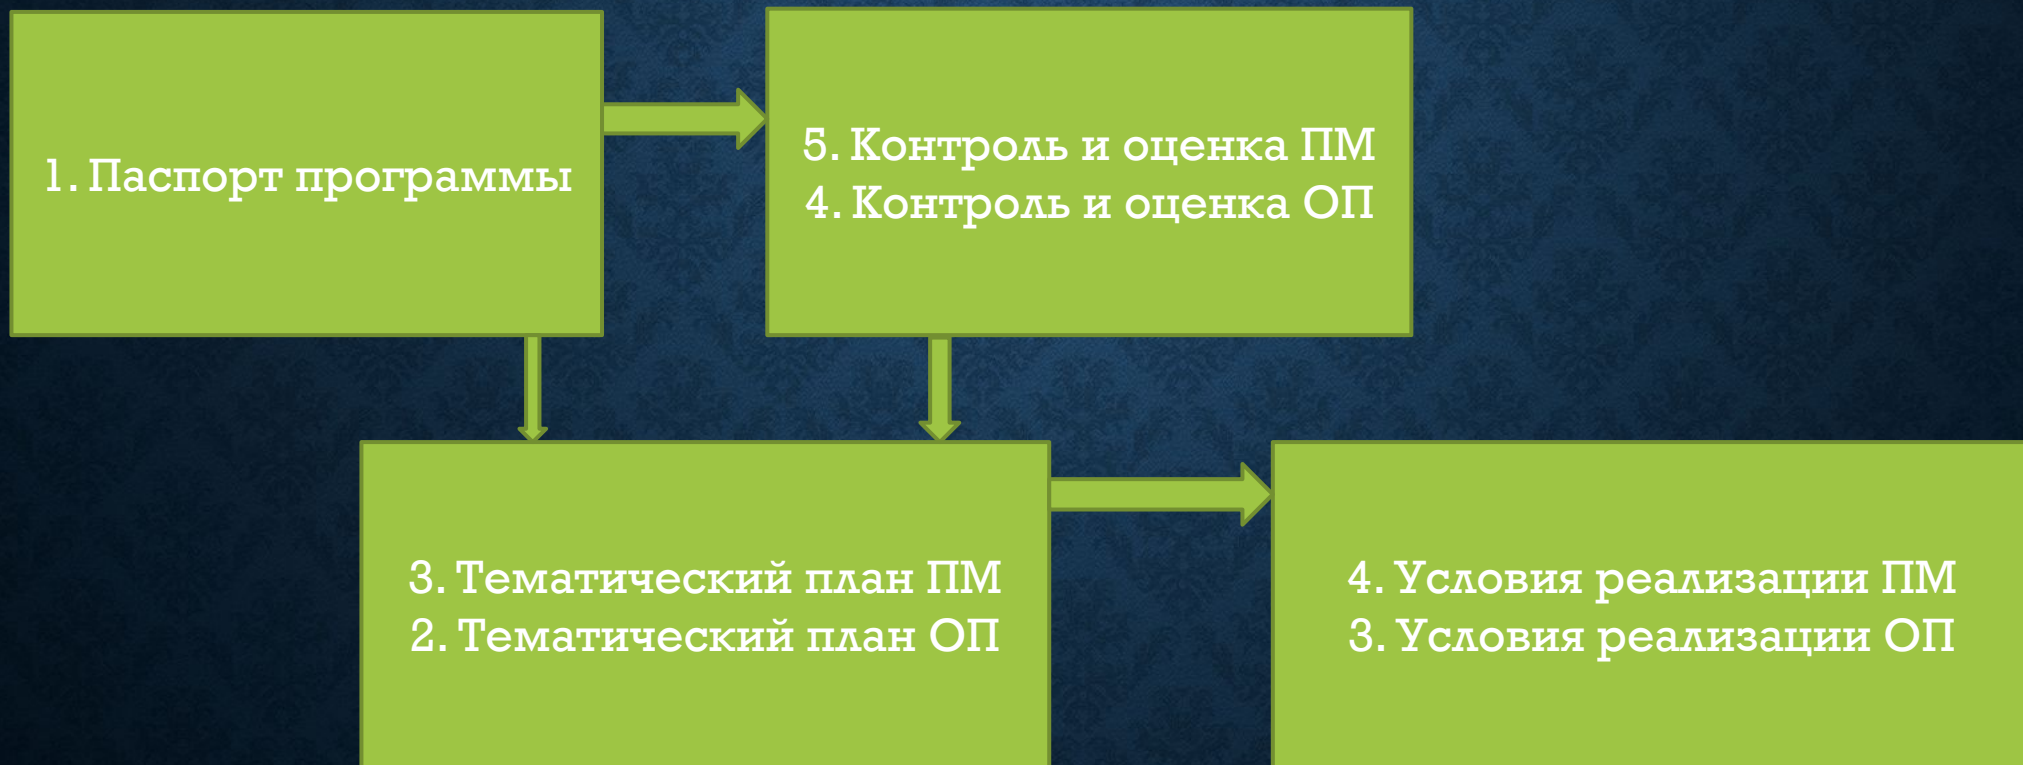 1. Паспорт программы
5. Контроль и оценка ПМ
4. Контроль и оценка ОП
3. Тематический план ПМ
2. Тематический план ОП
4. Условия реализации ПМ
3. Условия реализации ОП